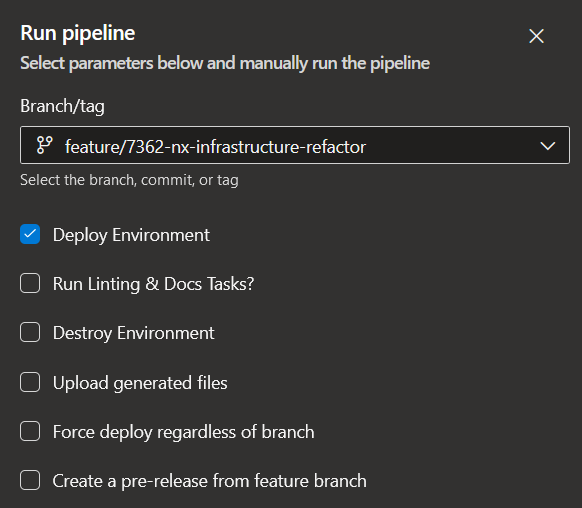 Run pipeline
Select parameters below and manually run the pipeline
Branch/tag
feature/7362-nx-infrastructure-refactor
Select the branch, commit, or tag
Deploy Environment
Run Linting & Docs Tasks?
Destroy Environment
Upload generated files
Force deploy regardless of branch
Create a pre-release from feature branch